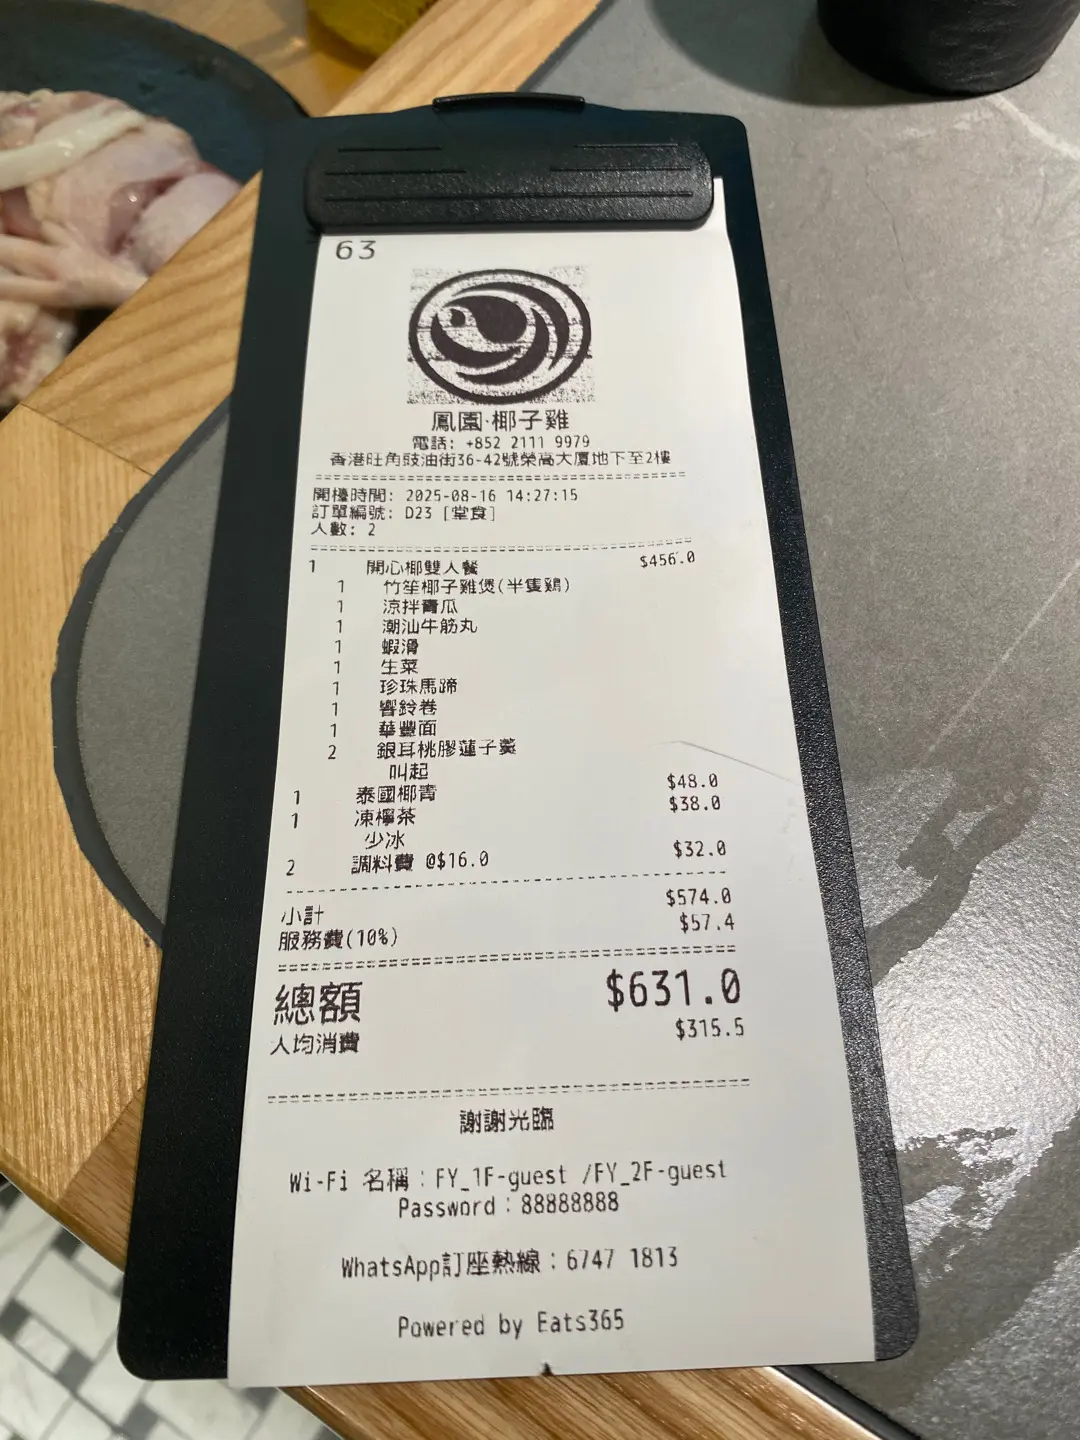 63
鳳園·椰子雞
電話: +852 2111 9979
香港旺角豉油街36-42號榮高大厦地下至2樓
開檯時間: 2025-08-16 14:27:15
訂單編號: D23 [堂食]
人數: 2
1 開心椰雙人餐 $456.0
1 竹笙椰子雞煲(半隻鷄)
1 涼拌青瓜
1 潮汕牛筋丸
1 蝦滑
1 生菜
1 珍珠馬蹄
1 響鈴卷
1 華豐面
2 銀耳桃膠蓮子羹
叫起
1 泰國椰青 $48.0
1 凍檸茶 $38.0
少冰
2 調料費 @$16.0 $32.0
小計 $574.0
服務費(10%) $57.4
總額 $631.0
人均消費 $315.5
謝謝光臨
Wi-Fi 名稱：FY_1F-guest /FY_2F-guest
Password：88888888
WhatsApp訂座熱線：6747 1813
Powered by Eats365